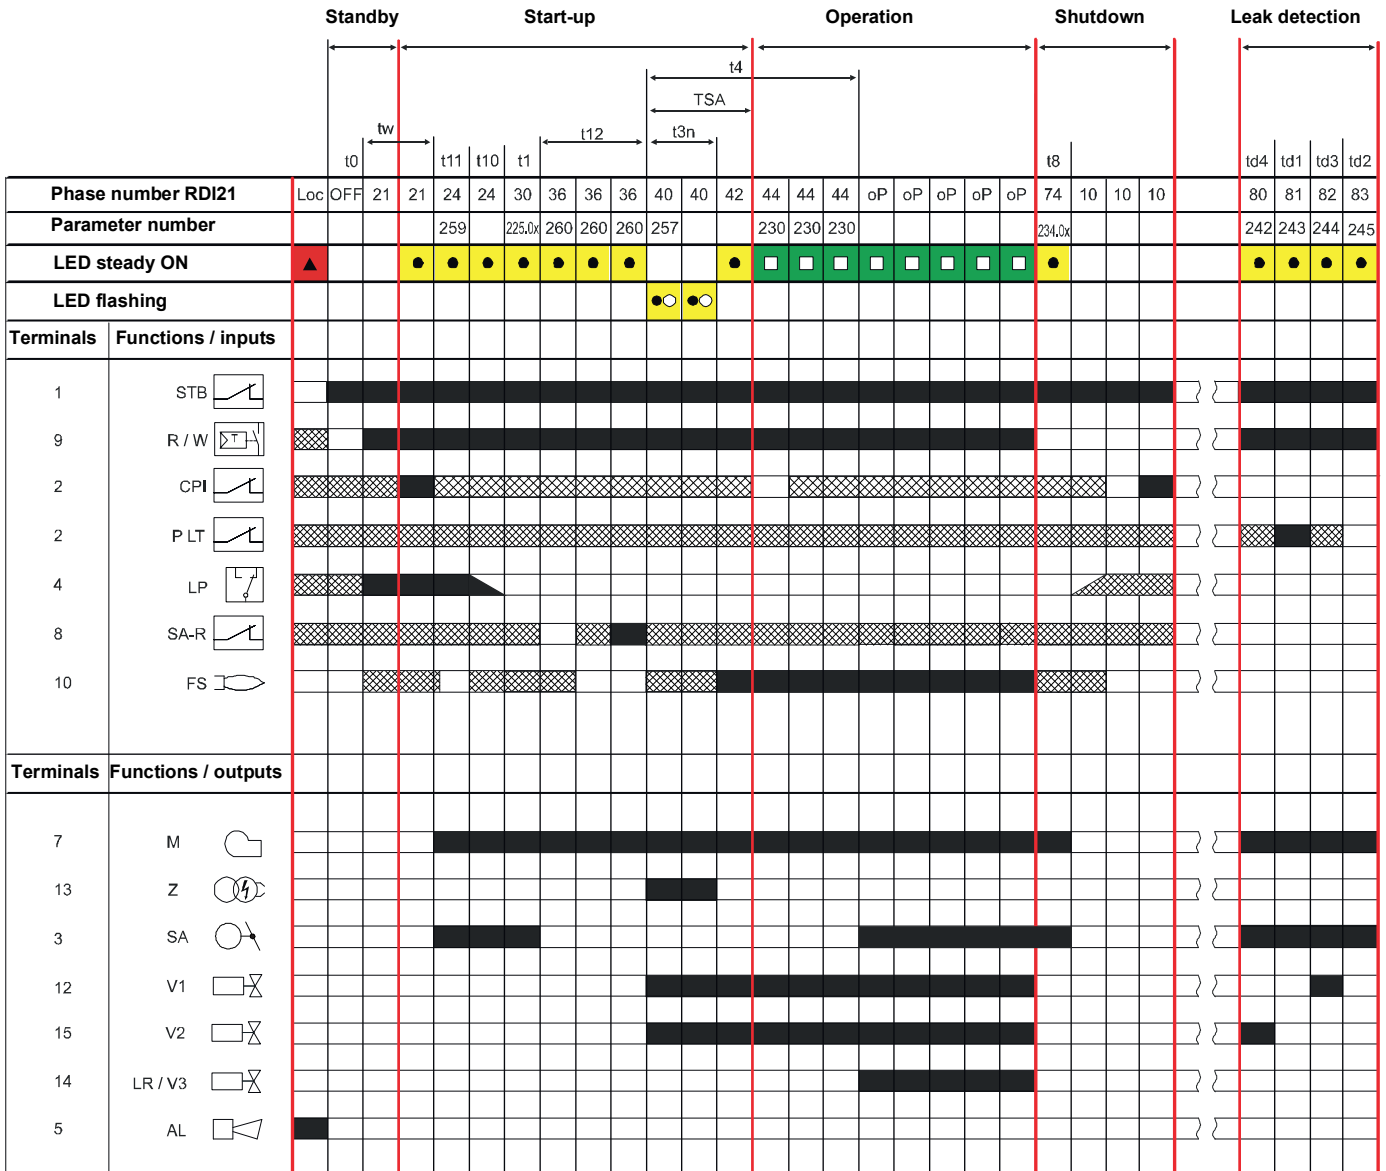 Standby Start-up Operation Shutdown Leak detection
t4
TSA
tw t12 t3n
t0 t11 t10 t1 t8 td4 td1 td3 td2
Phase number RDI21 Loc OFF 21 21 24 24 30 36 36 36 40 40 42 44 44 44 oP oP oP oP oP 74 10 10 10 80 81 82 83
Parameter number 259 225.0x 260 260 260 257 230 230 230 234.0x 242 243 244 245
LED steady ON
LED flashing
Terminals Functions / inputs
1 STB
9 R / W T
2 CPI
2 P LT
4 LP
8 SA-R
10 FS
Terminals Functions / outputs
7 M
13 Z
3 SA
12 V1
15 V2
14 LR / V3
5 AL